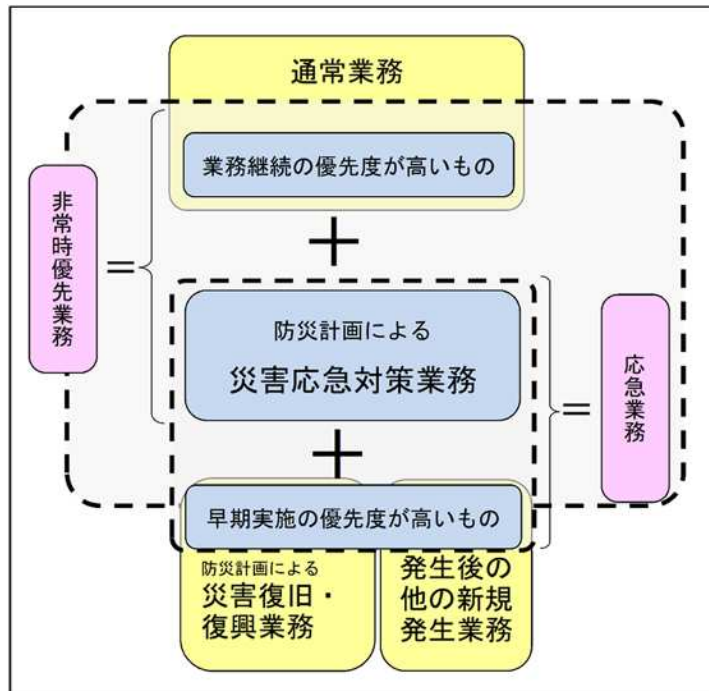 通常業務
業務継続の優先度が高いもの
+
非常時優先業務
=
防災計画による
災害応急対策業務
=
応急業務
+
早期実施の優先度が高いもの
防災計画による
災害復旧・
復興業務
発生後の
他の新規
発生業務